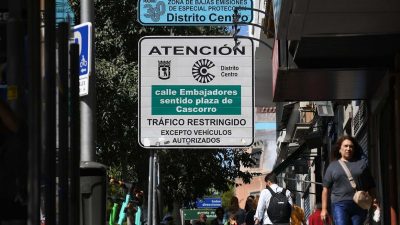 ZONA DE BAJAS EMISIONES
DE ESPECIAL PROTECCIÓN
Distrito Centro
ATENCIÓN
Distrito
Centro
calle Embajadores
sentido plaza de
Cascorro
TRÁFICO RESTRINGIDO
EXCEPTO VEHÍCULOS
AUTORIZADOS